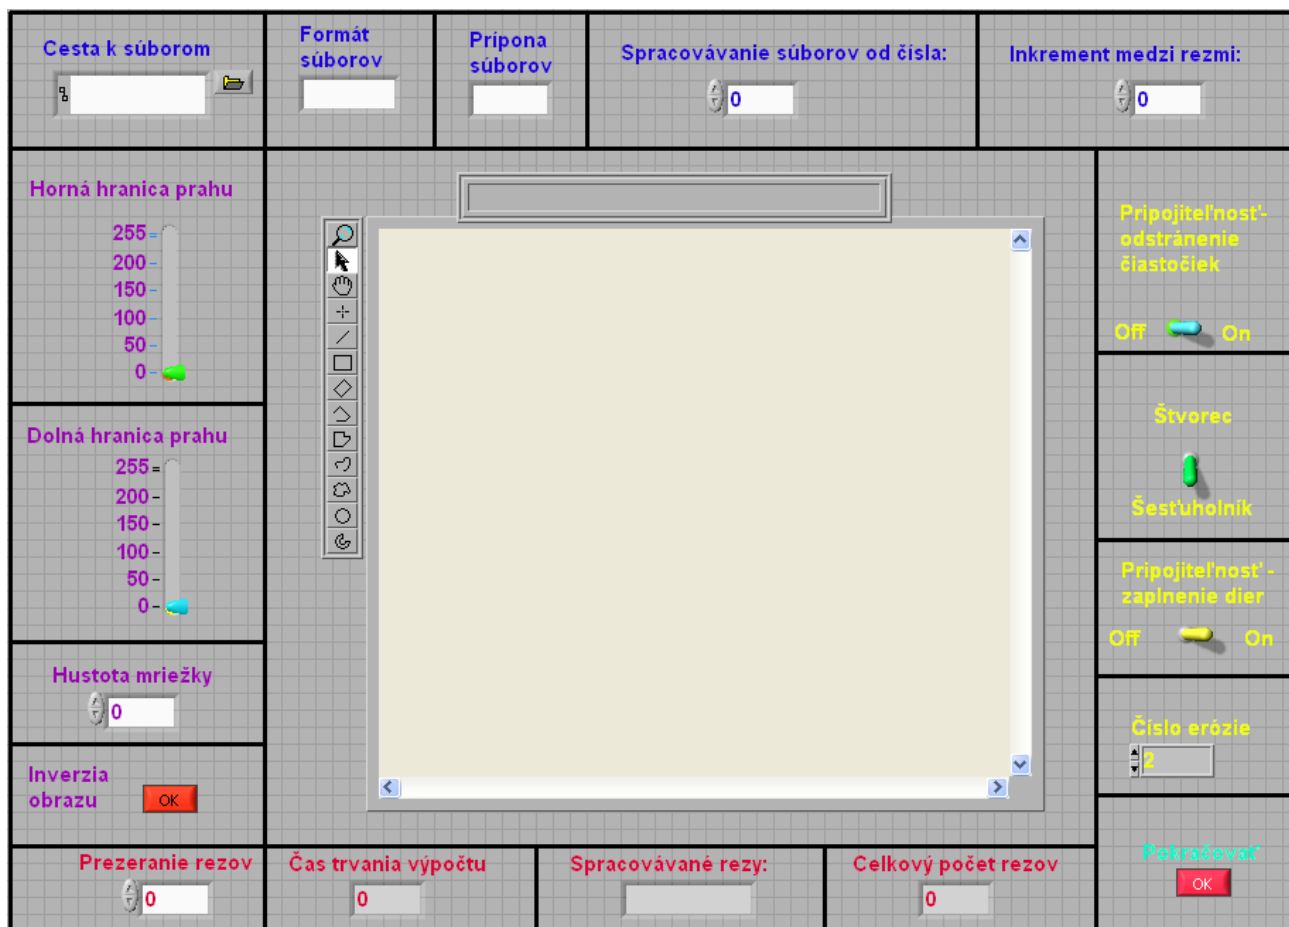 Cesta k súborom
Formát
súborov
Prípona
súborov
Spracovávanie súborov od čísla:
0
Inkrement medzi rezmi:
0
Horná hranica prahu
255
200
150
100
50
0
Dolná hranica prahu
255
200
150
100
50
0
Hustota mriežky
0
Inverzia
obrazu
OK
Pripojiteľnosť-
odstránenie
čiastočiek
Off On
Štvorec
Šesťuholník
Pripojiteľnosť -
zaplnenie dier
Off On
Číslo erózie
2
Pokračovať
OK
Prezeranie rezov
0
Čas trvania výpočtu
0
Spracovávané rezy:
Celkový počet rezov
0